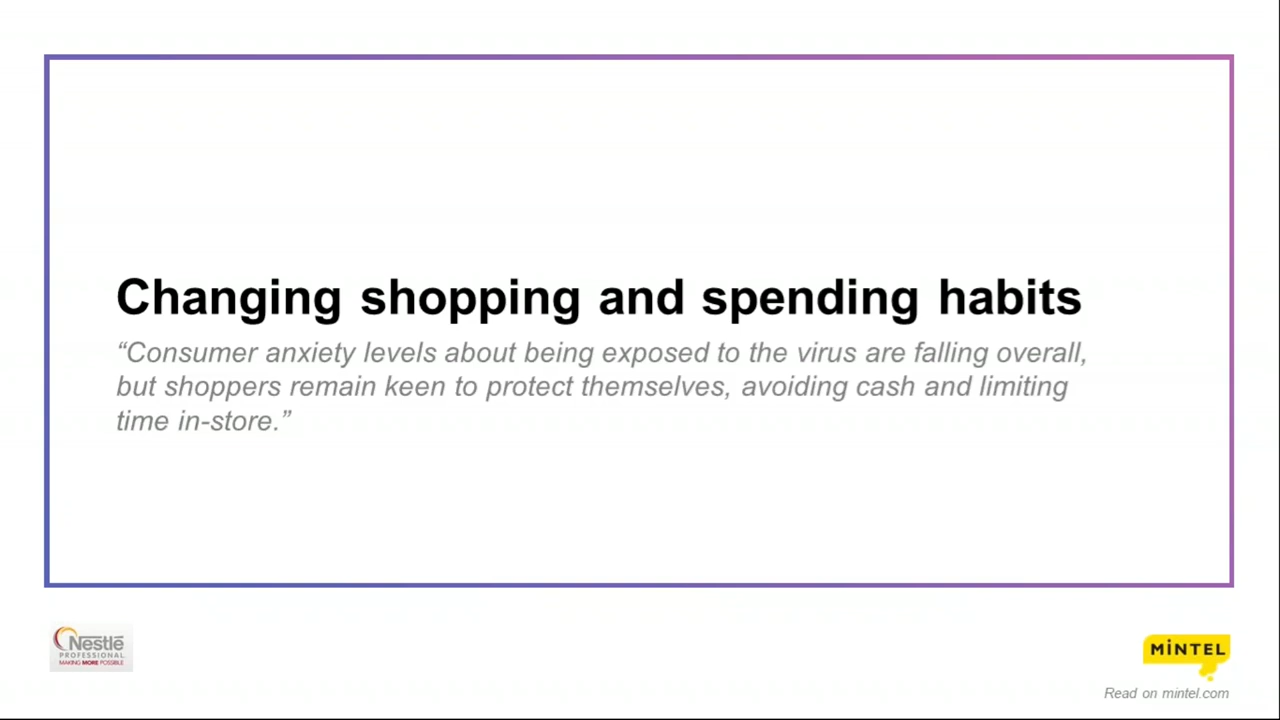 Changing shopping and spending habits
“Consumer anxiety levels about being exposed to the virus are falling overall,
but shoppers remain keen to protect themselves, avoiding cash and limiting
time in-store.”
Nestlé
PROFESSIONAL
MAKING MORE POSSIBLE
MiNTEL
Read on mintel.com